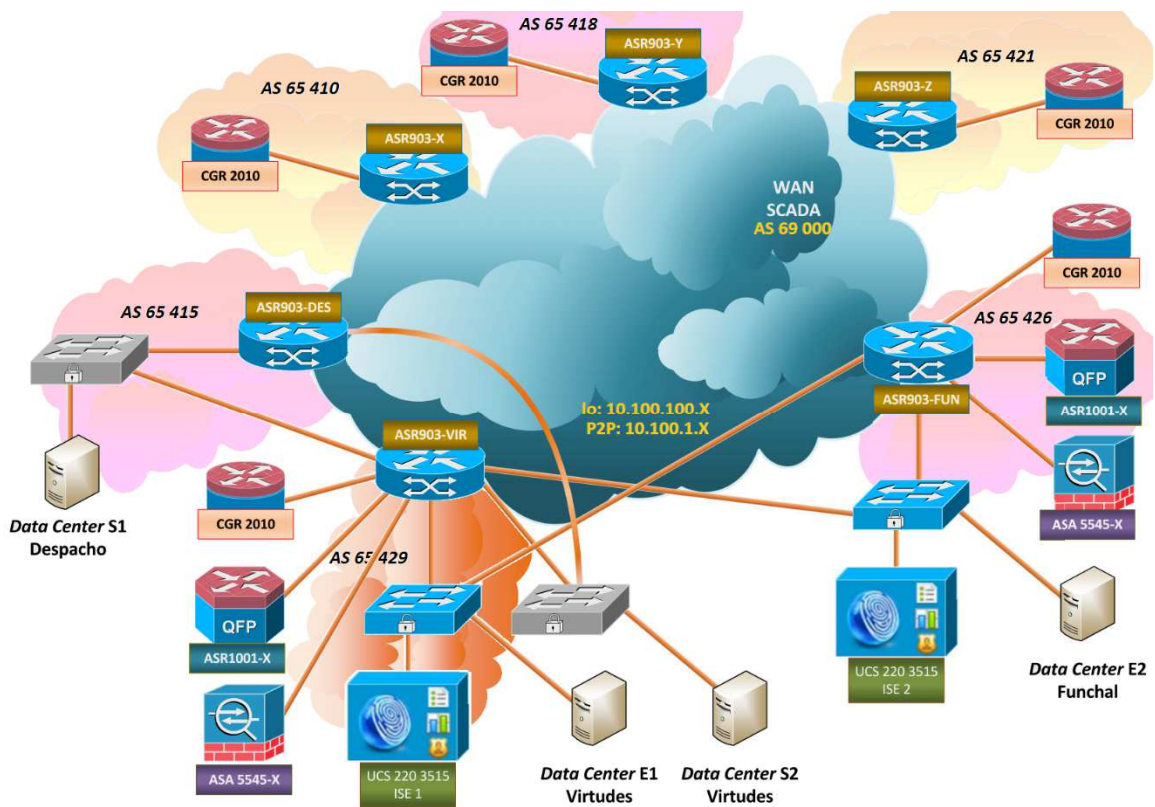 AS 65 418
ASR903-Y
CGR 2010
AS 65 421
ASR903-Z
CGR 2010
AS 65 410
ASR903-X
CGR 2010
WAN
SCADA
AS 69 000
CGR 2010
AS 65 415
ASR903-DES
AS 65 426
QFP
ASR1001-X
ASR903-FUN
lo: 10.100.100.X
P2P: 10.100.1.X
ASR903-VIR
CGR 2010
Data Center S1
Despacho
AS 65 429
QFP
ASR1001-X
ASA 5545-X
ASA 5545-X
UCS 220 3515
ISE 1
Data Center E1
Virtudes
Data Center S2
Virtudes
UCS 220 3515
ISE 2
Data Center E2
Funchal